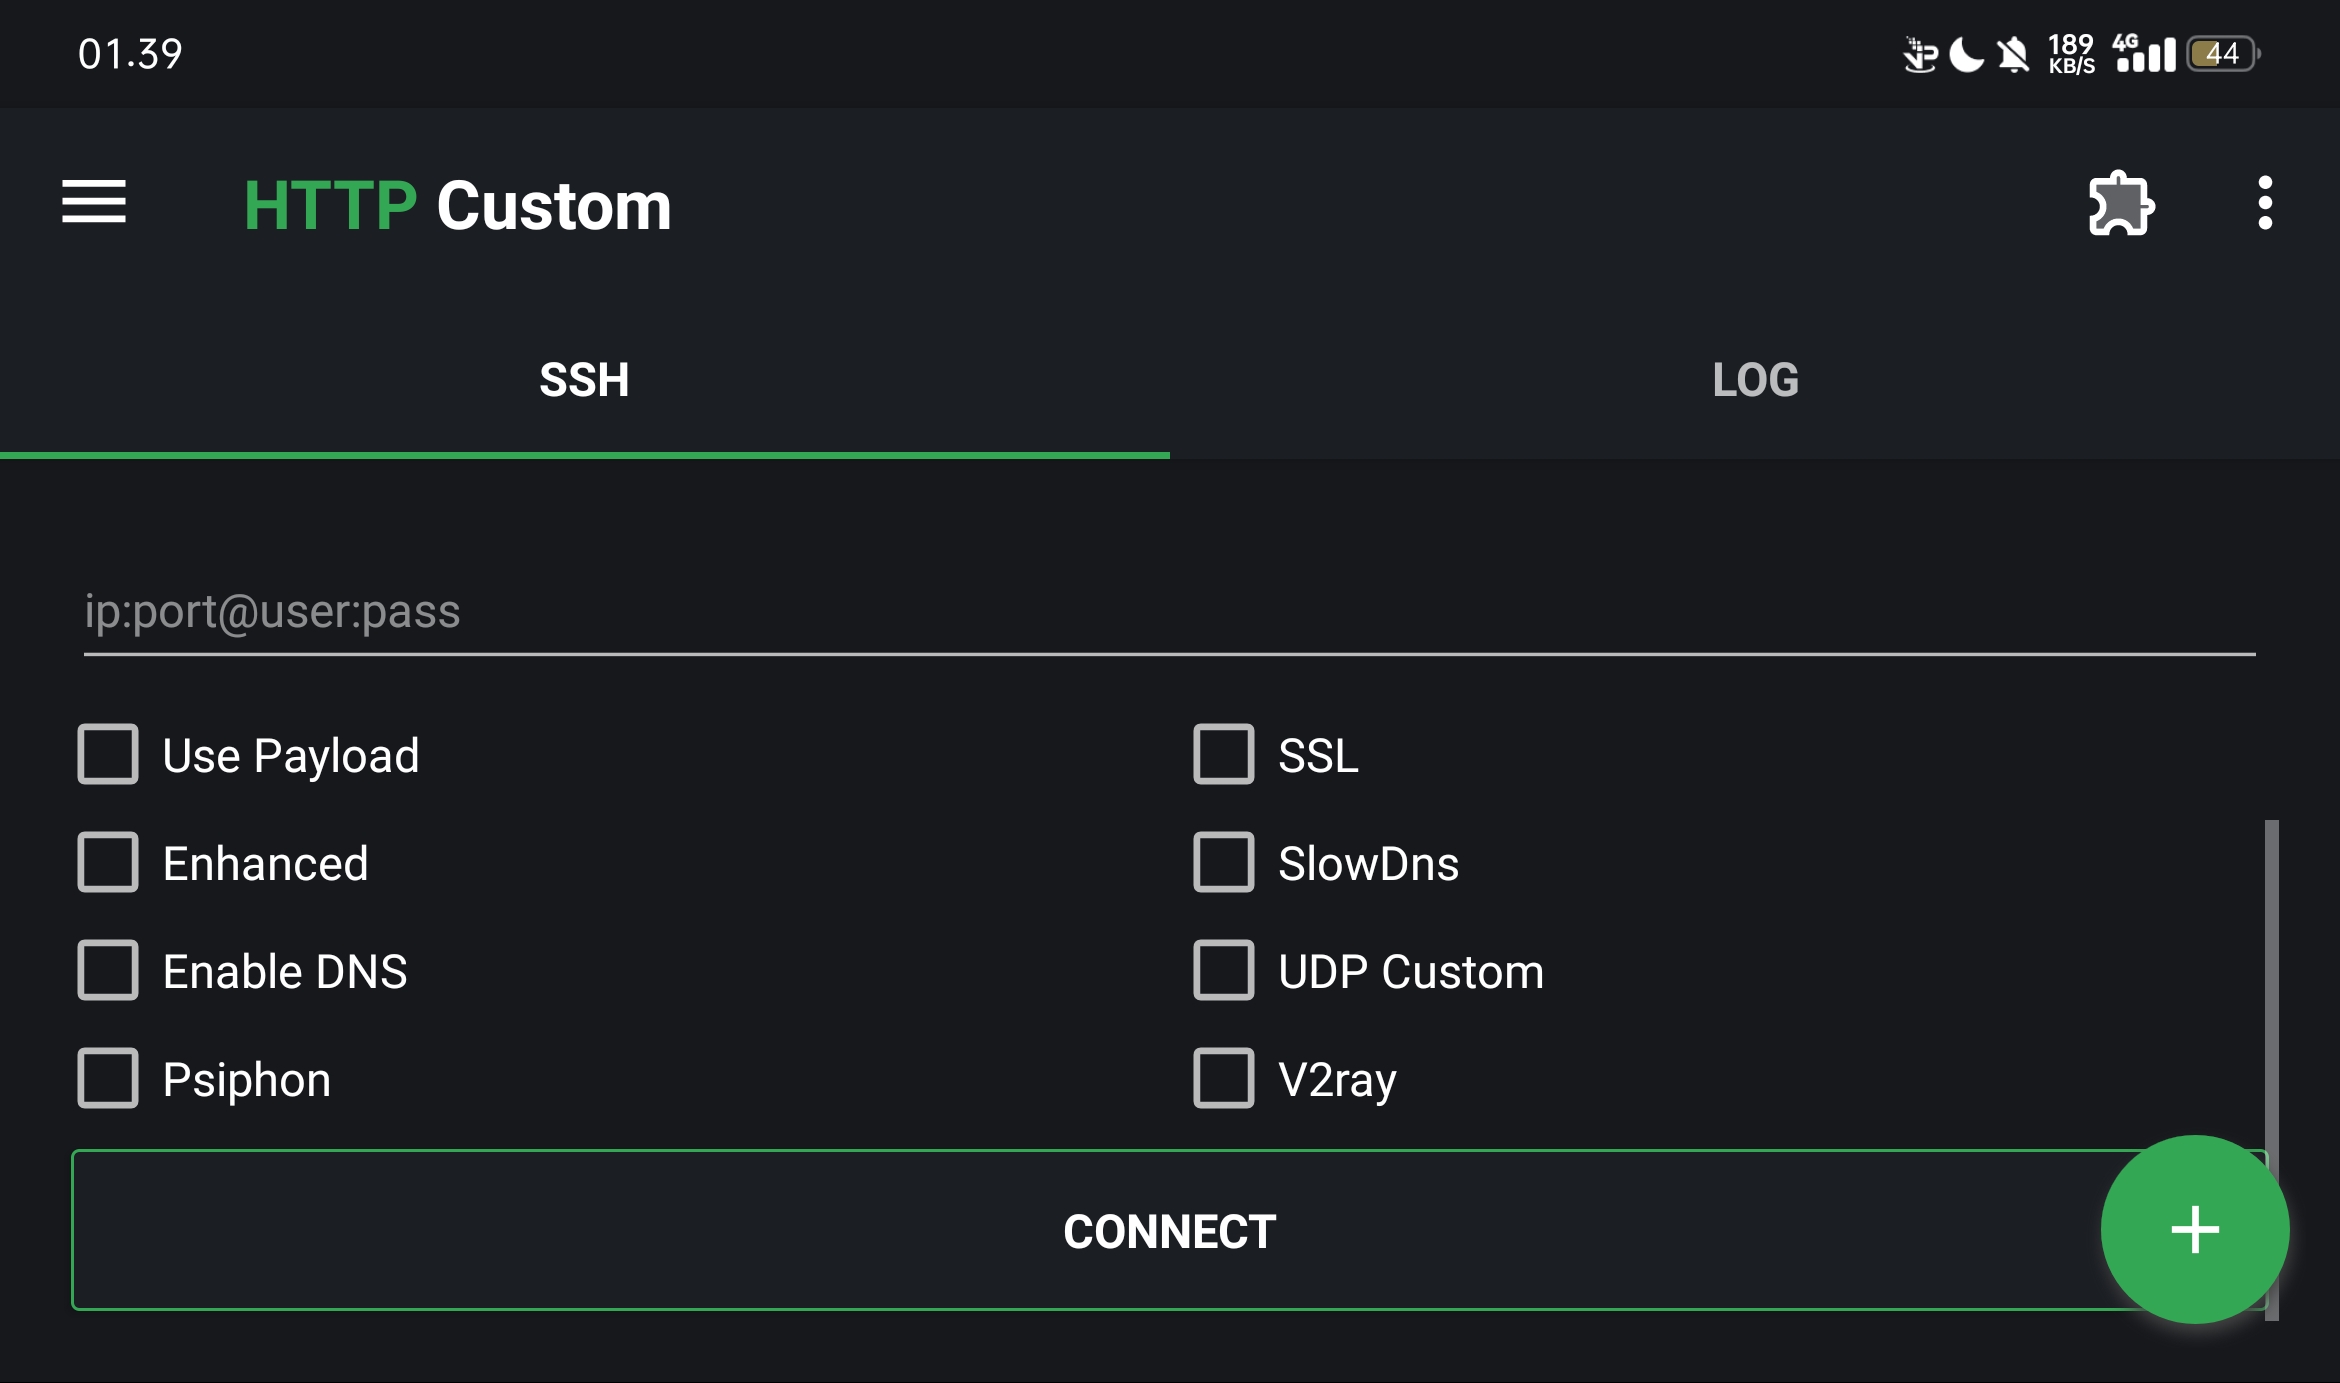 01.39
189
KB/S
4G
44
HTTP Custom
SSH
LOG
ip:port@user:pass
Use Payload
SSL
Enhanced
SlowDns
Enable DNS
UDP Custom
Psiphon
V2ray
CONNECT
+